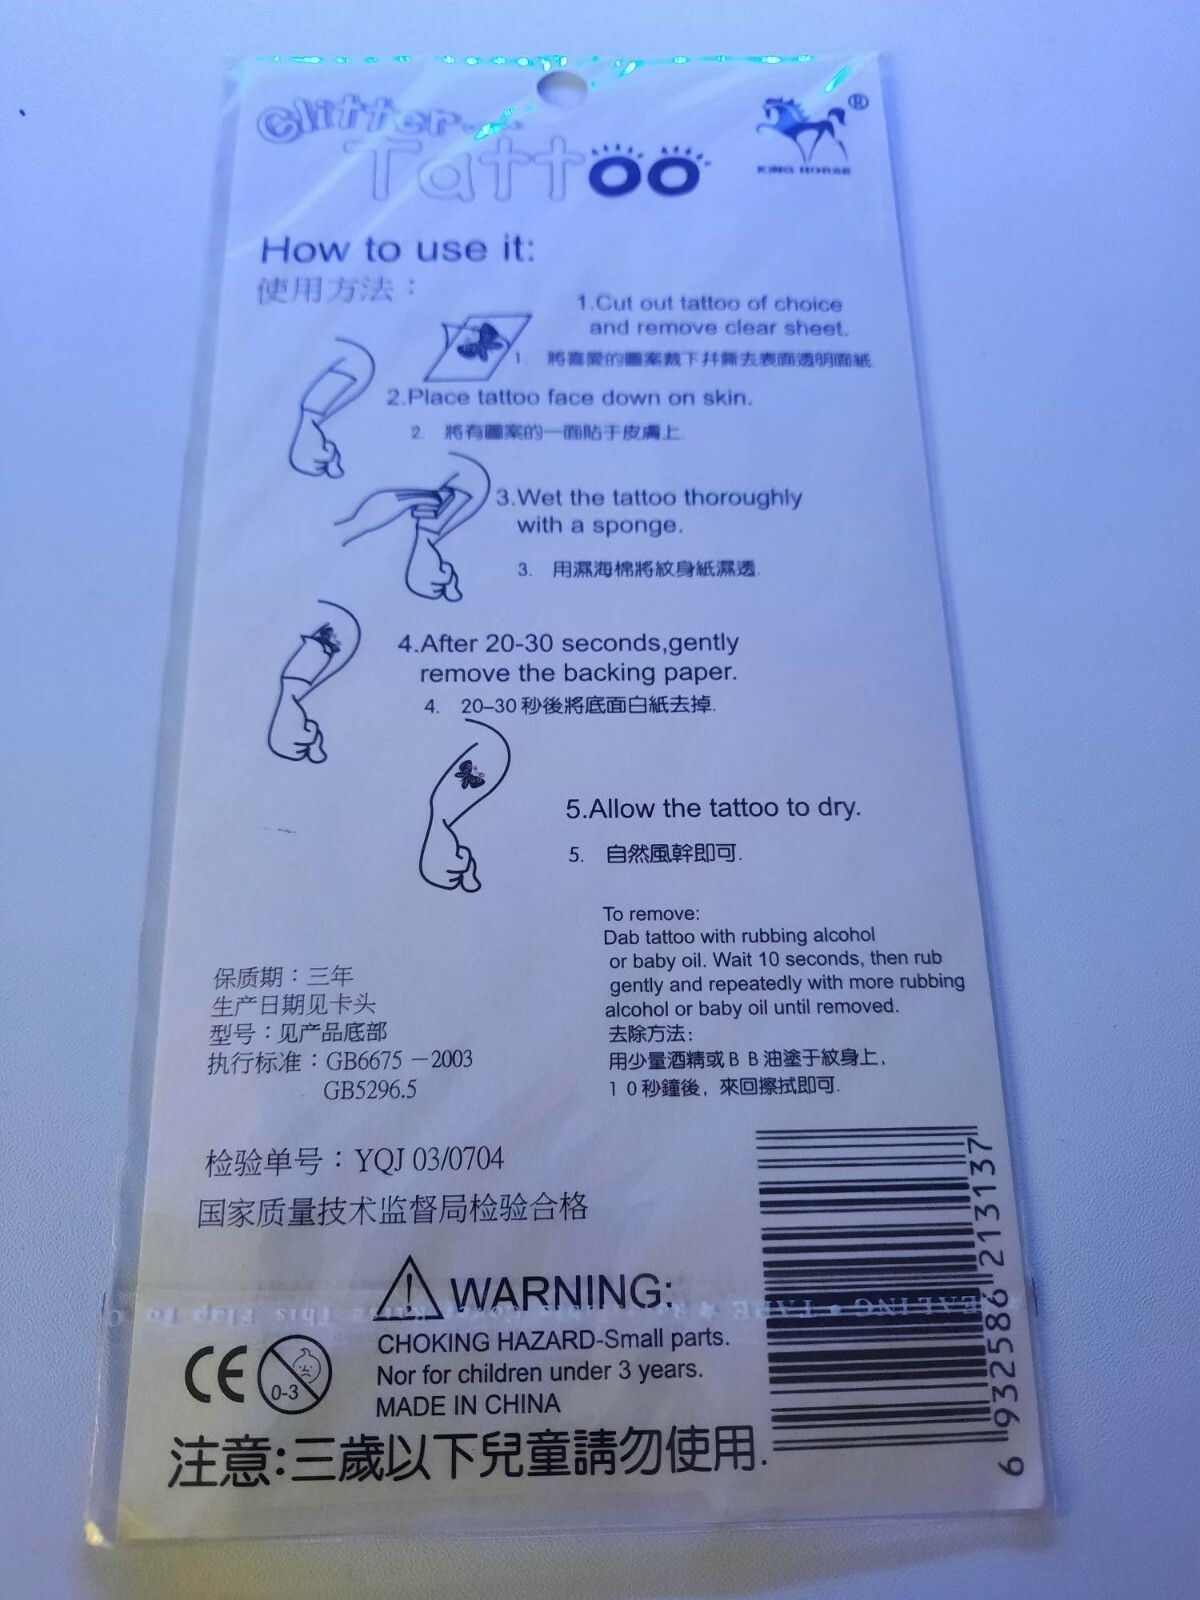 Glitter
Tattoo
®
KING HORSE
How to use it:
使用方法：
1.Cut out tattoo of choice
and remove clear sheet.
1. 將喜愛的圖案裁下幷撕去表面透明面紙
2.Place tattoo face down on skin.
2. 將有圖案的一面貼于皮膚上.
3.Wet the tattoo thoroughly
with a sponge.
3. 用濕海棉將紋身紙濕透.
4.After 20-30 seconds,gently
remove the backing paper.
4. 20–30秒後將底面白紙去掉.
5.Allow the tattoo to dry.
5. 自然風幹即可.
To remove:
Dab tattoo with rubbing alcohol
or baby oil. Wait 10 seconds, then rub
gently and repeatedly with more rubbing
alcohol or baby oil until removed.
去除方法:
用少量酒精或BB油塗于紋身上,
10秒鐘後, 來回擦拭即可.
保质期：三年
生产日期见卡头
型号：见产品底部
执行标准：GB6675－2003
GB5296.5
检验单号：YQJ 03/0704
国家质量技术监督局检验合格
WARNING:
CHOKING HAZARD-Small parts.
Nor for children under 3 years.
MADE IN CHINA
CE
0-3
注意:三歲以下兒童請勿使用.
6 932586 213137